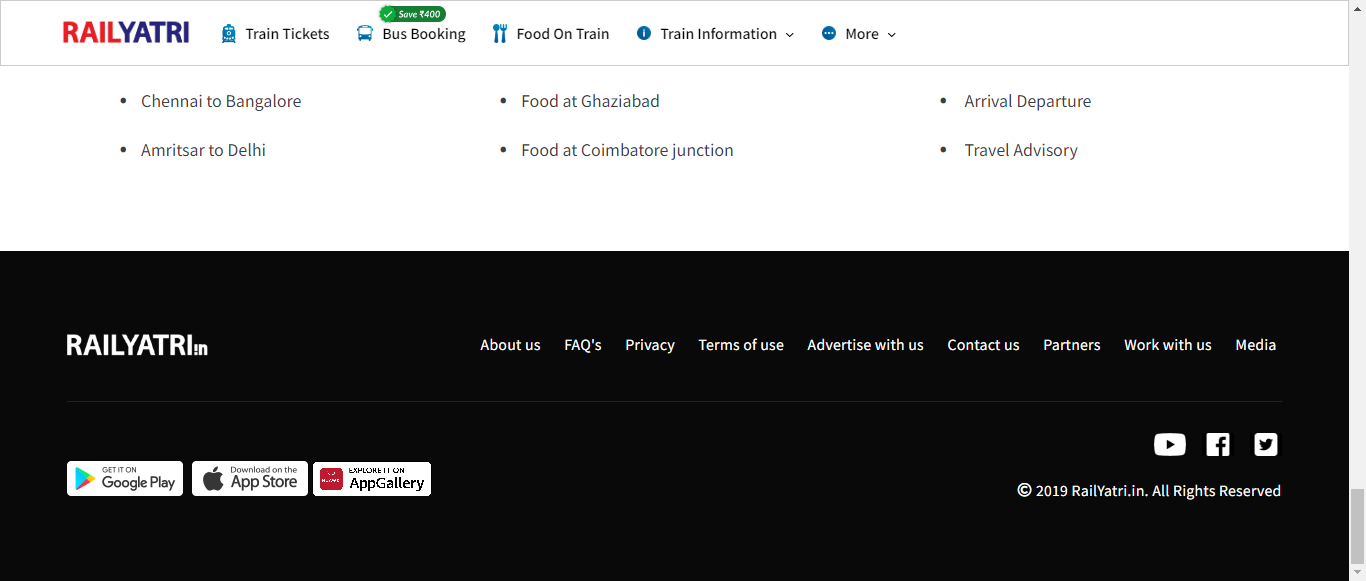 RAILYATRI
Train Tickets
Save ₹400
Bus Booking
Food On Train
Train Information
More
Chennai to Bangalore
Food at Ghaziabad
Arrival Departure
Amritsar to Delhi
Food at Coimbatore junction
Travel Advisory
RAILYATRI.in
About us
FAQ's
Privacy
Terms of use
Advertise with us
Contact us
Partners
Work with us
Media
GET IT ON
Google Play
Download on the
App Store
EXPLORE IT ON
AppGallery
© 2019 RailYatri.in. All Rights Reserved